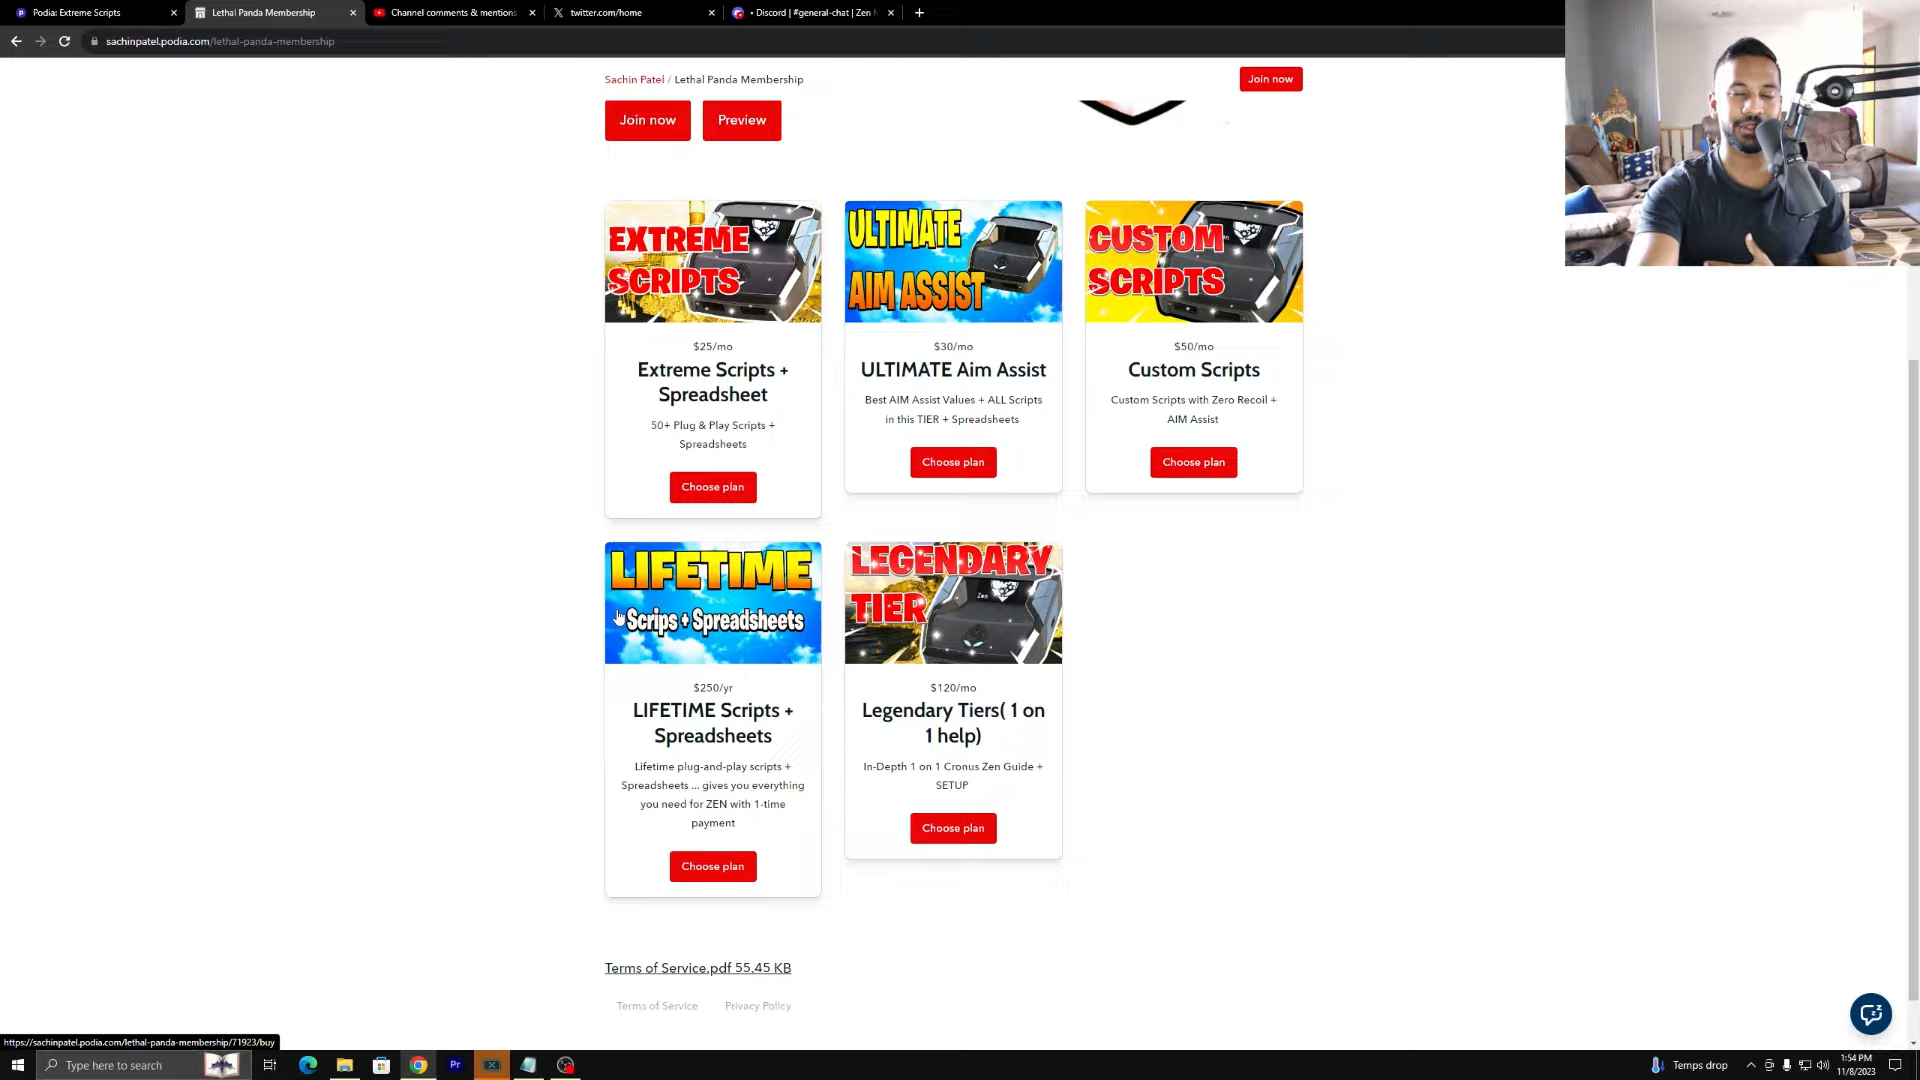 Podia: Extreme Scripts
Lethal Panda Membership
Channel comments & mentions
twitter.com/home
• Discord | #general-chat | Zen
sachinpatel.podia.com/lethal-panda-membership
Sachin Patel / Lethal Panda Membership
Join now
Join now
Preview
EXTREME
SCRIPTS
$25/mo
Extreme Scripts +
Spreadsheet
50+ Plug & Play Scripts +
Spreadsheets
Choose plan
ULTIMATE
AIM ASSIST
$30/mo
ULTIMATE Aim Assist
Best AIM Assist Values + ALL Scripts
in this TIER + Spreadsheets
Choose plan
CUSTOM
SCRIPTS
$50/mo
Custom Scripts
Custom Scripts with Zero Recoil +
AIM Assist
Choose plan
LIFETIME
Scrips + Spreadsheets
$250/yr
LIFETIME Scripts +
Spreadsheets
Lifetime plug-and-play scripts +
Spreadsheets ... gives you everything
you need for ZEN with 1-time
payment
Choose plan
LEGENDARY
TIER
Zen
$120/mo
Legendary Tiers( 1 on
1 help)
In-Depth 1 on 1 Cronus Zen Guide +
SETUP
Choose plan
Terms of Service.pdf 55.45 KB
Terms of Service
Privacy Policy
https://sachinpatel.podia.com/lethal-panda-membership/71923/buy
Type here to search
Pr
Temps drop
1:54 PM
11/8/2023